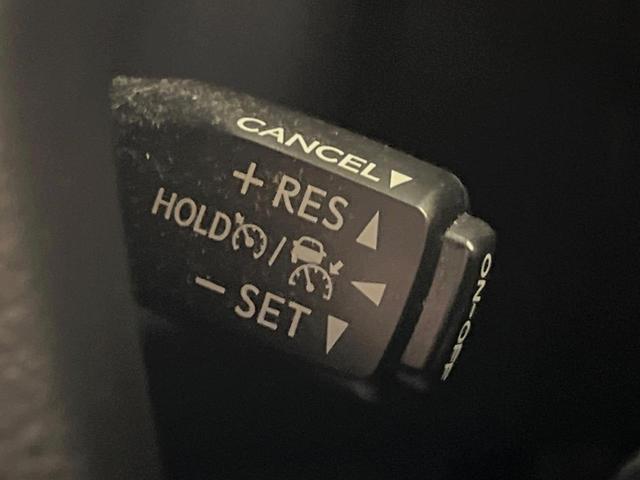 CANCEL▼
+ RES ▲
HOLD / ◀
− SET ▼
ON-OFF